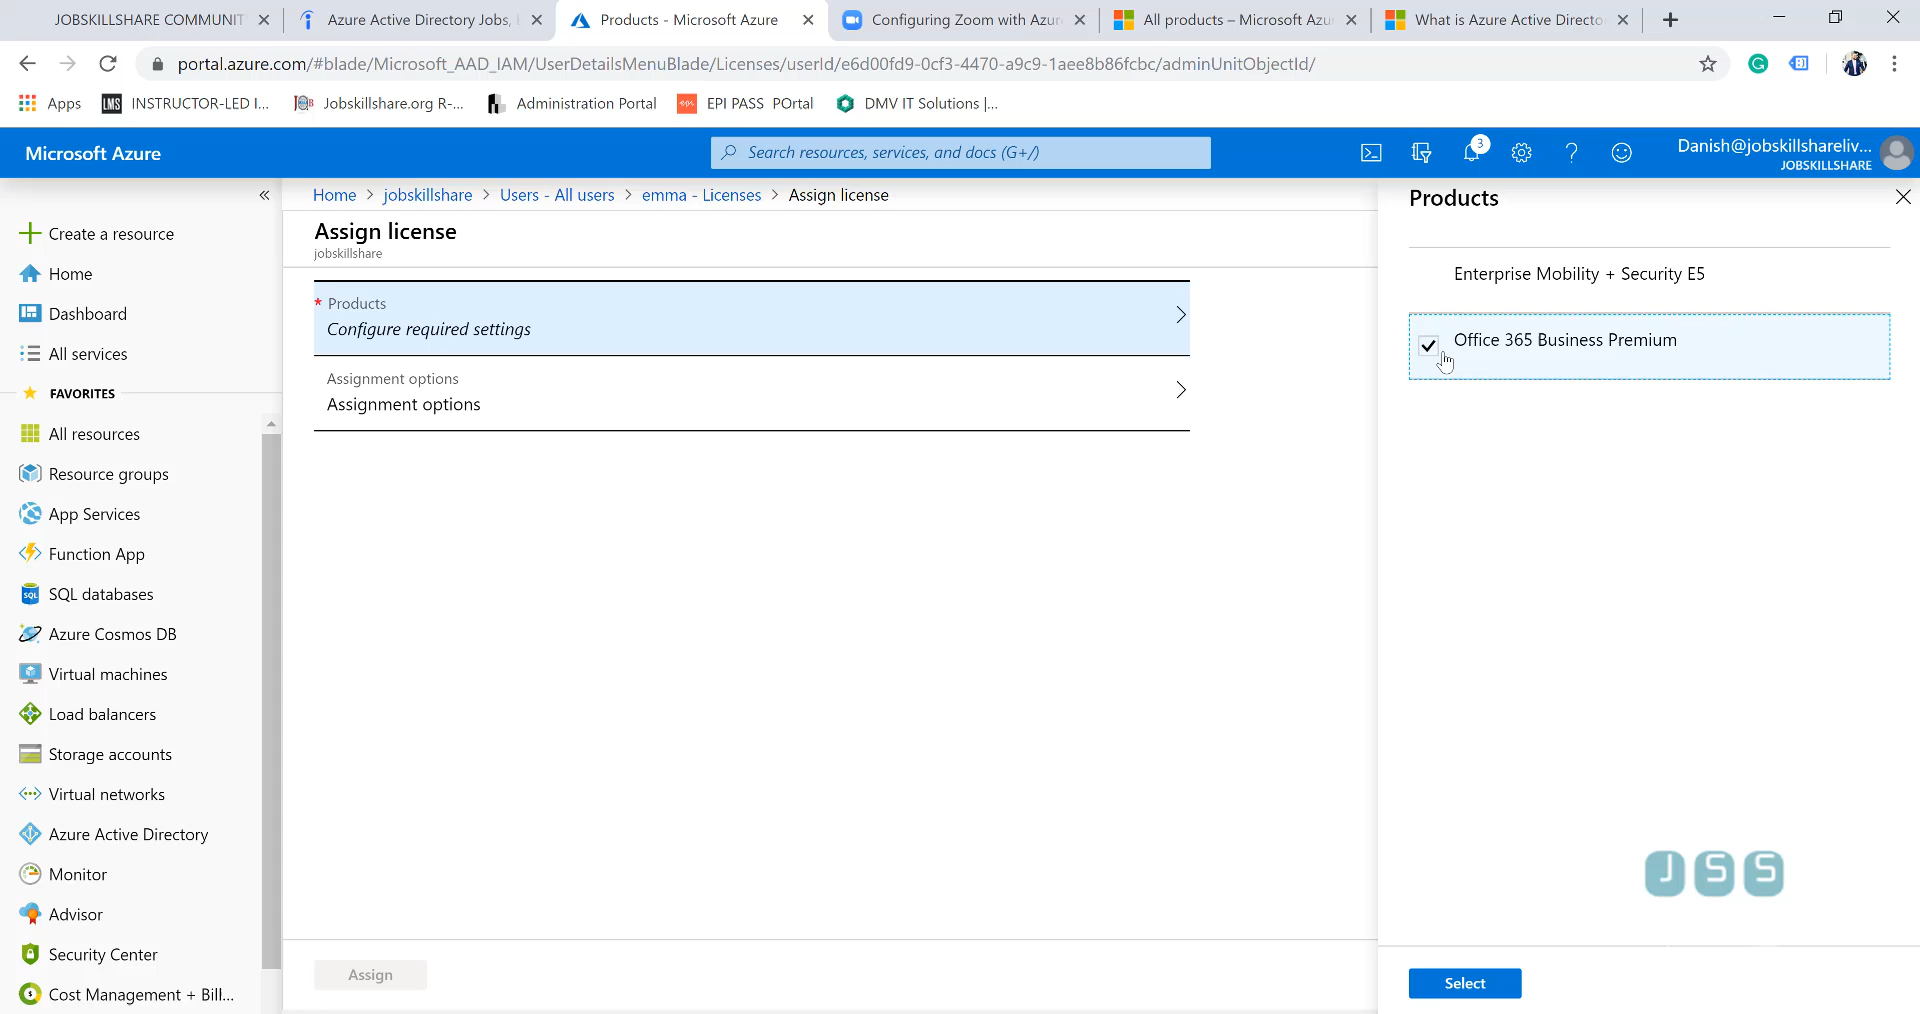 JOBSKILLSHARE COMMUNIT
Azure Active Directory Jobs,
Products - Microsoft Azure
Configuring Zoom with Azur
All products – Microsoft Azu
What is Azure Active Directo
portal.azure.com/#blade/Microsoft_AAD_IAM/UserDetailsMenuBlade/Licenses/userId/e6d00fd9-0cf3-4470-a9c9-1aee8b86fcbc/adminUnitObjectId/
Apps
LMS
INSTRUCTOR-LED I...
Jobskillshare.org R-...
Administration Portal
EPI PASS POrtal
DMV IT Solutions |...
Microsoft Azure
Search resources, services, and docs (G+/)
3
Danish@jobskillshareliv...
JOBSKILLSHARE
Create a resource
Home
Dashboard
All services
FAVORITES
All resources
Resource groups
App Services
Function App
SQL databases
Azure Cosmos DB
Virtual machines
Load balancers
Storage accounts
Virtual networks
Azure Active Directory
Monitor
Advisor
Security Center
Cost Management + Bill...
Home > jobskillshare > Users - All users > emma - Licenses > Assign license
Assign license
jobskillshare
* Products
Configure required settings
Assignment options
Assignment options
Assign
Products
Enterprise Mobility + Security E5
Office 365 Business Premium
JSS
Select